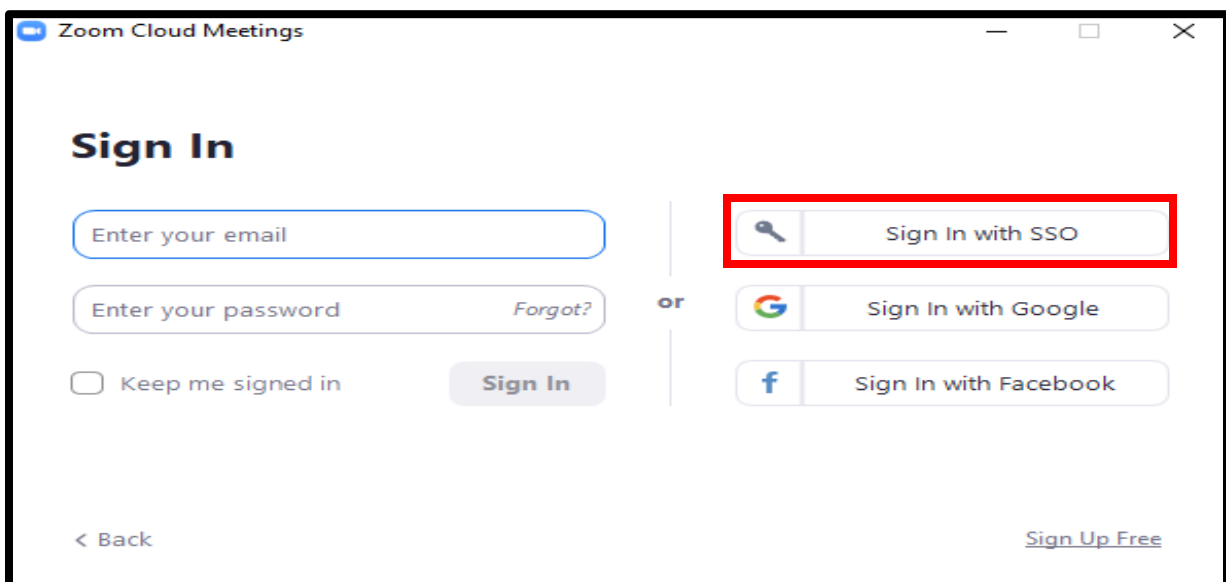 Zoom Cloud Meetings
Sign In
Enter your email
Enter your password Forgot?
Keep me signed in Sign In
or
Sign In with SSO
Sign In with Google
Sign In with Facebook
< Back
Sign Up Free